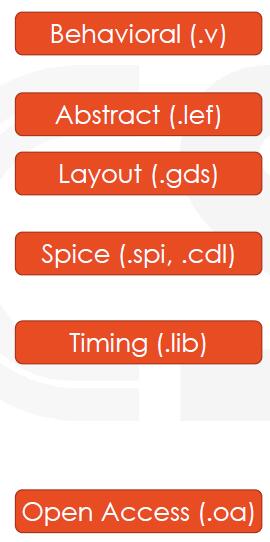 Behavioral (.v)
Abstract (.lef)
Layout (.gds)
Spice (.spi, .cdl)
Timing (.lib)
Open Access (.oa)